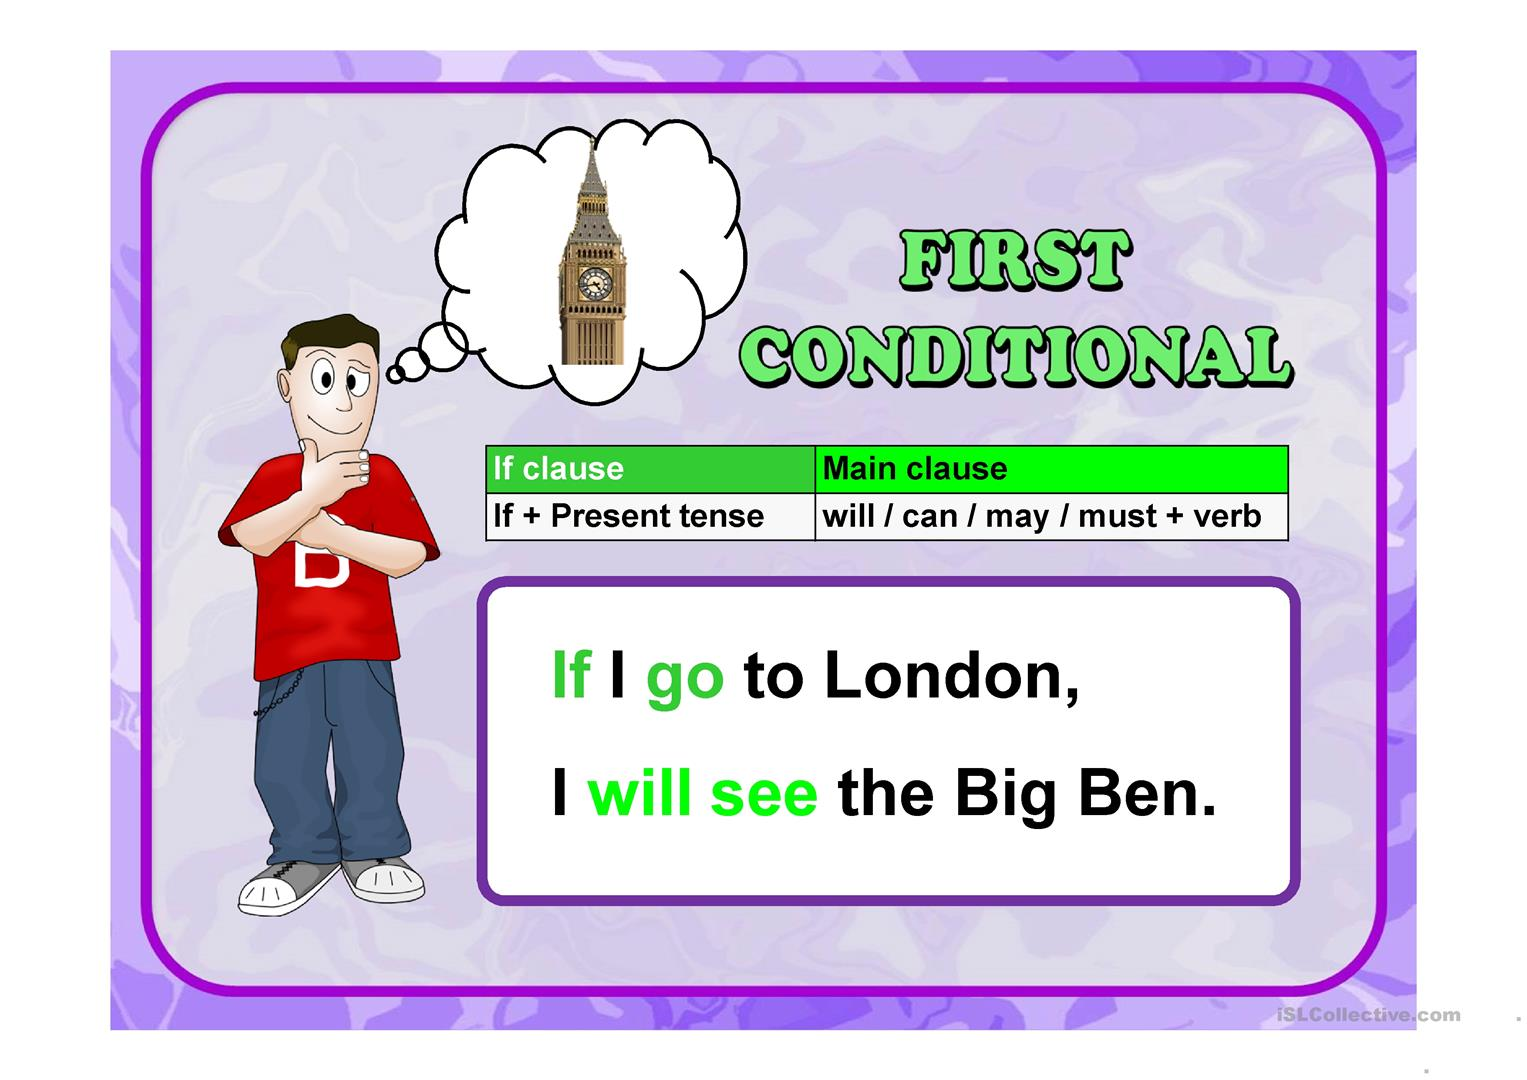 FIRST
CONDITIONAL
If clause Main clause
If + Present tense will / can / may / must + verb
B
If I go to London,
I will see the Big Ben.
iSLCollective.com